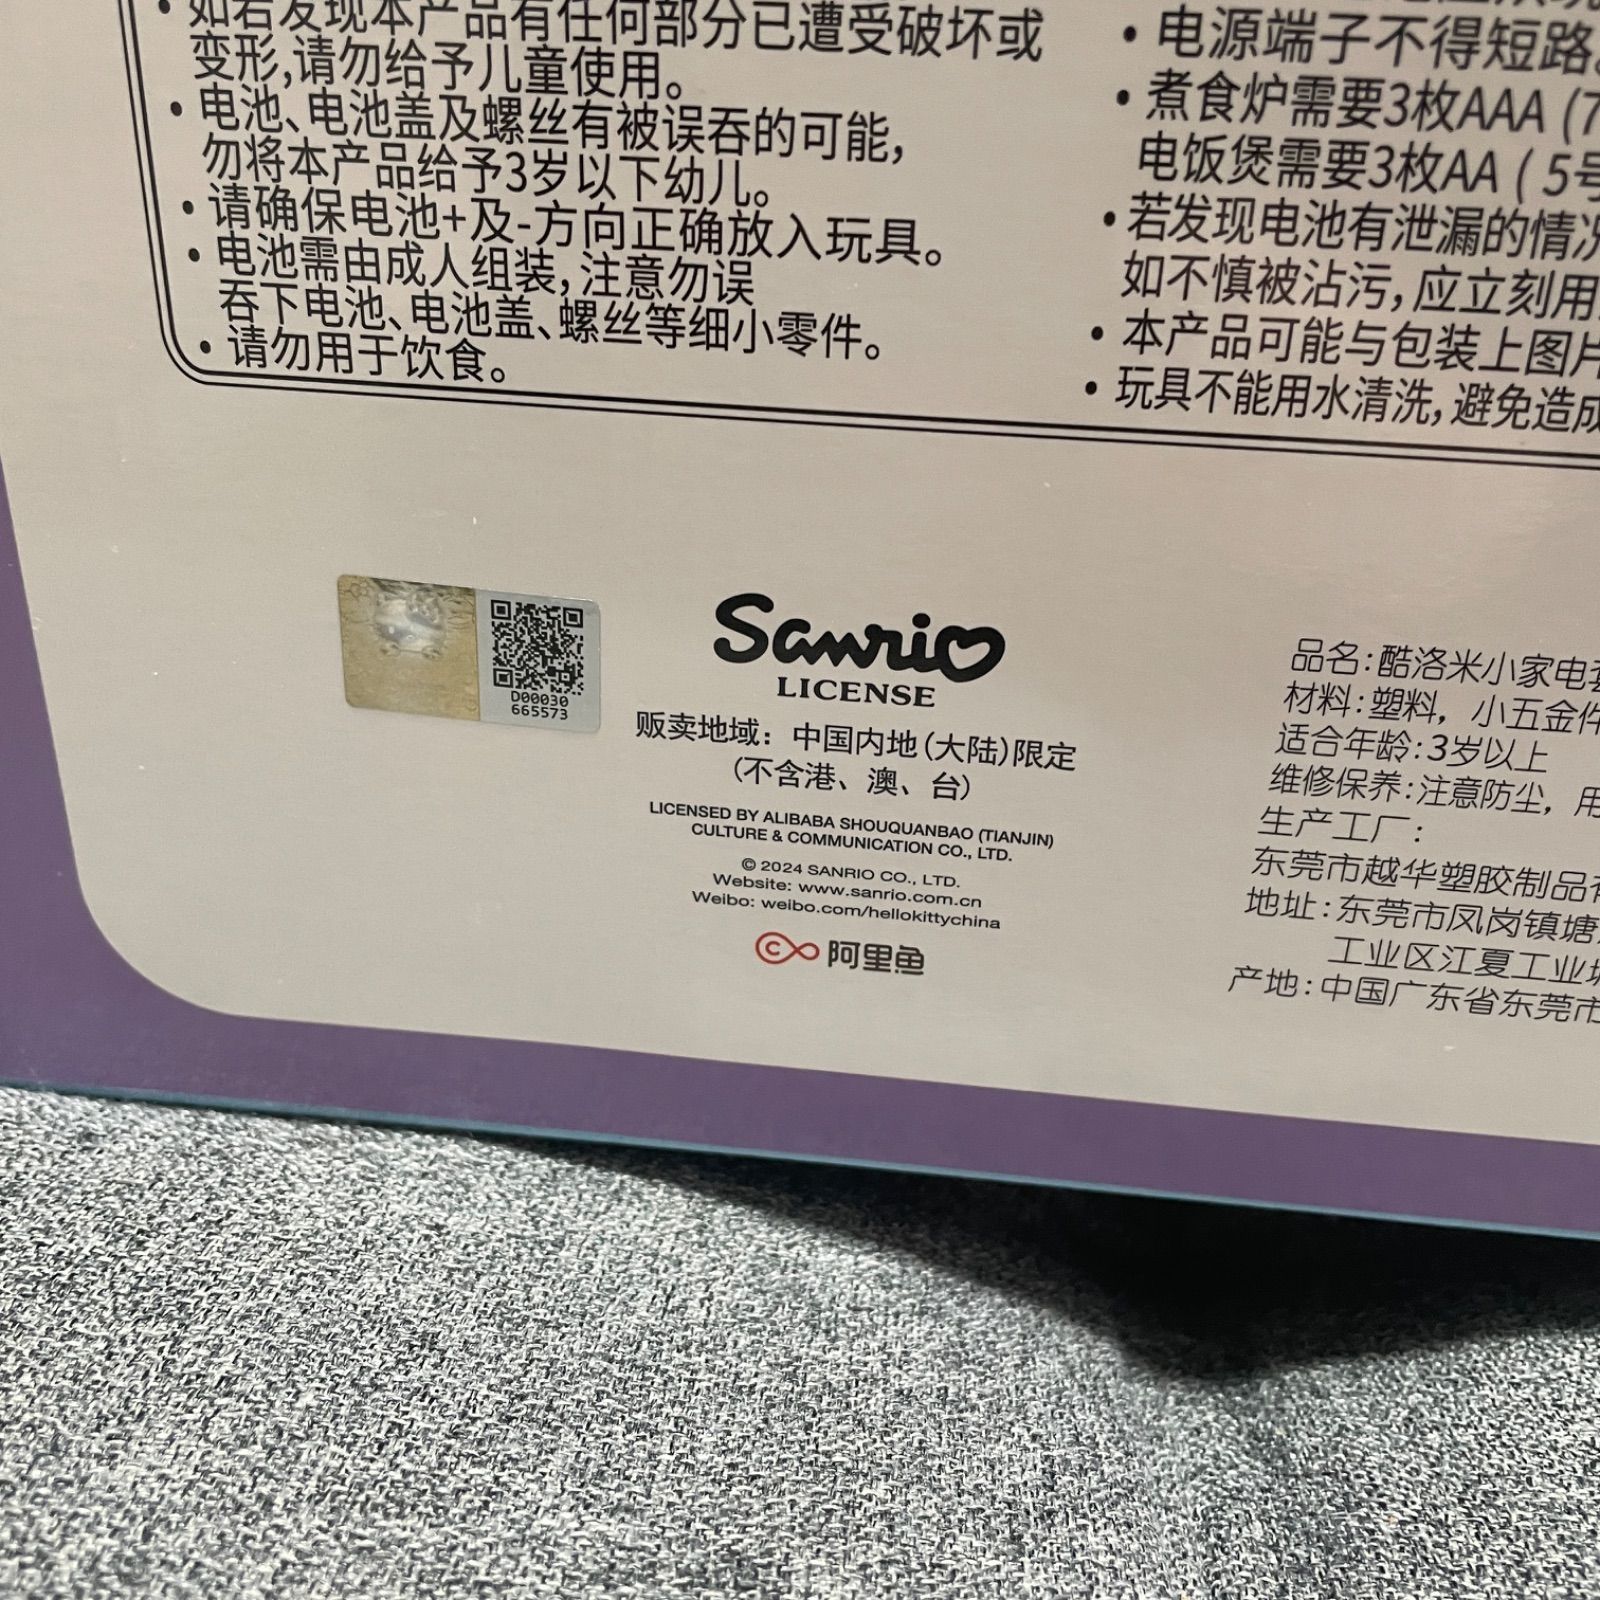 如若发现本产品有任何部分已遭受破坏或
变形,请勿给予儿童使用。
• 电池、电池盖及螺丝有被误吞的可能,
勿将本产品给予3岁以下幼儿。
• 请确保电池+及-方向正确放入玩具。
• 电池需由成人组装,注意勿误
吞下电池、电池盖、螺丝等细小零件。
• 请勿用于饮食。
• 电源端子不得短路。
• 煮食炉需要3枚AAA (7
电饭煲需要3枚AA ( 5号
• 若发现电池有泄漏的情况
如不慎被沾污,应立刻用
• 本产品可能与包装上图片
• 玩具不能用水清洗,避免造成
D00030
665573
Sanrio
LICENSE
贩卖地域：中国内地(大陆)限定
(不含港、澳、台)
LICENSED BY ALIBABA SHOUQUANBAO (TIANJIN)
CULTURE & COMMUNICATION CO., LTD.
© 2024 SANRIO CO., LTD.
Website: www.sanrio.com.cn
Weibo: weibo.com/hellokittychina
阿里鱼
品名:酷洛米小家电套
材料:塑料，小五金件
适合年龄:3岁以上
维修保养:注意防尘，用
生产工厂:
东莞市越华塑胶制品有
地址:东莞市凤岗镇塘
工业区江夏工业城
产地:中国广东省东莞市